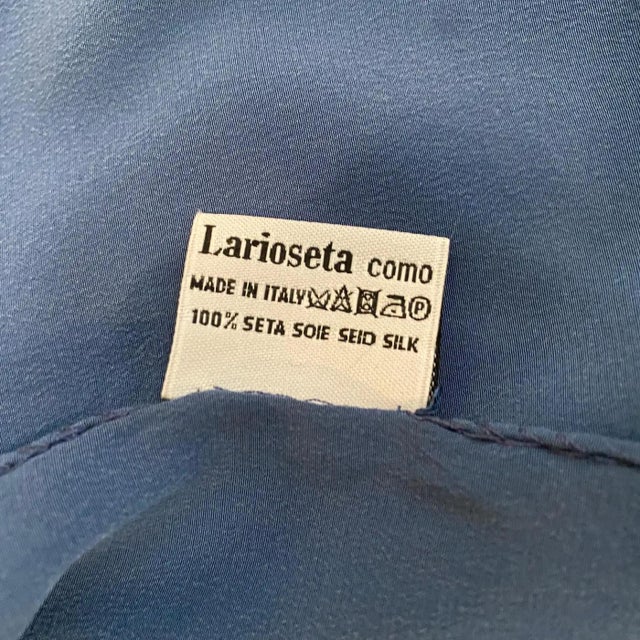 Larioseta como
MADE IN ITALY P
100% SETA SOIE SEID SILK